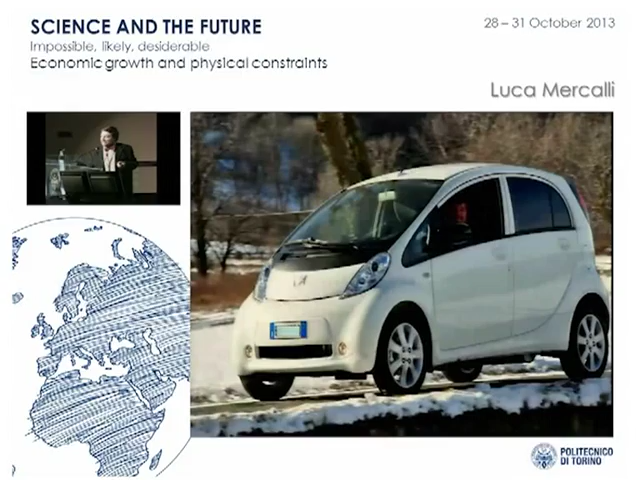 SCIENCE AND THE FUTURE
28 – 31 October 2013
Impossible, likely, desiderable
Economic growth and physical constraints
Luca Mercalli
POLITECNICO
DI TORINO